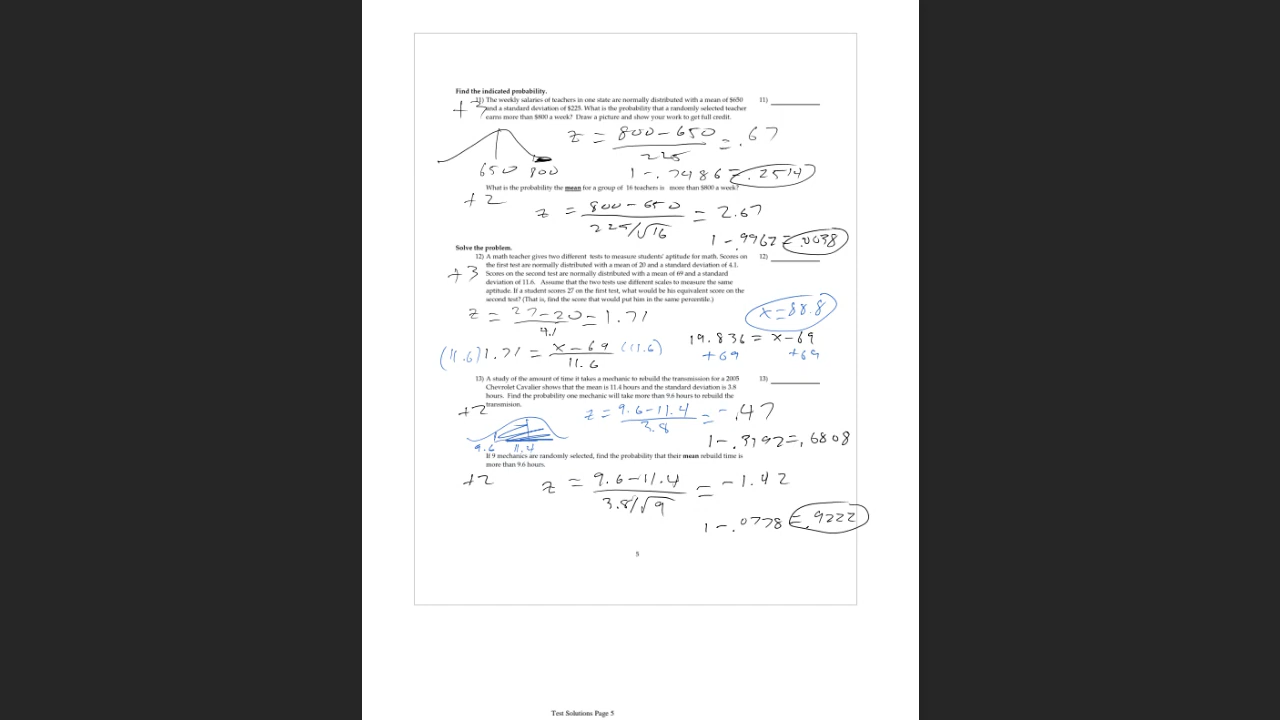 Find the indicated probability.
+3 11) The weekly salaries of teachers in one state are normally distributed with a mean of $650 11)
and a standard deviation of $225. What is the probability that a randomly selected teacher
earns more than $800 a week? Draw a picture and show your work to get full credit.
z = 800-650 / 225 = .67
650 800
1 - .7486 = .2514
What is the probability the mean for a group of 16 teachers is more than $800 a week?
+2
z = 800-650 / 225/√16 = 2.67
1 - .9962 = .0038
Solve the problem.
12) A math teacher gives two different tests to measure students' aptitude for math. Scores on 12)
the first test are normally distributed with a mean of 20 and a standard deviation of 4.1.
+3 Scores on the second test are normally distributed with a mean of 69 and a standard
deviation of 11.6. Assume that the two tests use different scales to measure the same
aptitude. If a student scores 27 on the first test, what would be his equivalent score on the
second test? (That is, find the score that would put him in the same percentile.)
z = 27-20 / 4.1 = 1.71
x = 88.8
19.836 = x-69
+69 +69
(11.6) 1.71 = x-69 / 11.6 (11.6)
13) A study of the amount of time it takes a mechanic to rebuild the transmission for a 2005 13)
Chevrolet Cavalier shows that the mean is 11.4 hours and the standard deviation is 3.8
hours. Find the probability one mechanic will take more than 9.6 hours to rebuild the
+2 transmision.
z = 9.6-11.4 / 3.8 = -.47
1 - .3192 = .6808
9.6 11.4
If 9 mechanics are randomly selected, find the probability that their mean rebuild time is
more than 9.6 hours.
+2
z = 9.6-11.4 / 3.8/√9 = -1.42
1 - .0778 = .9222
5
Test Solutions Page 5